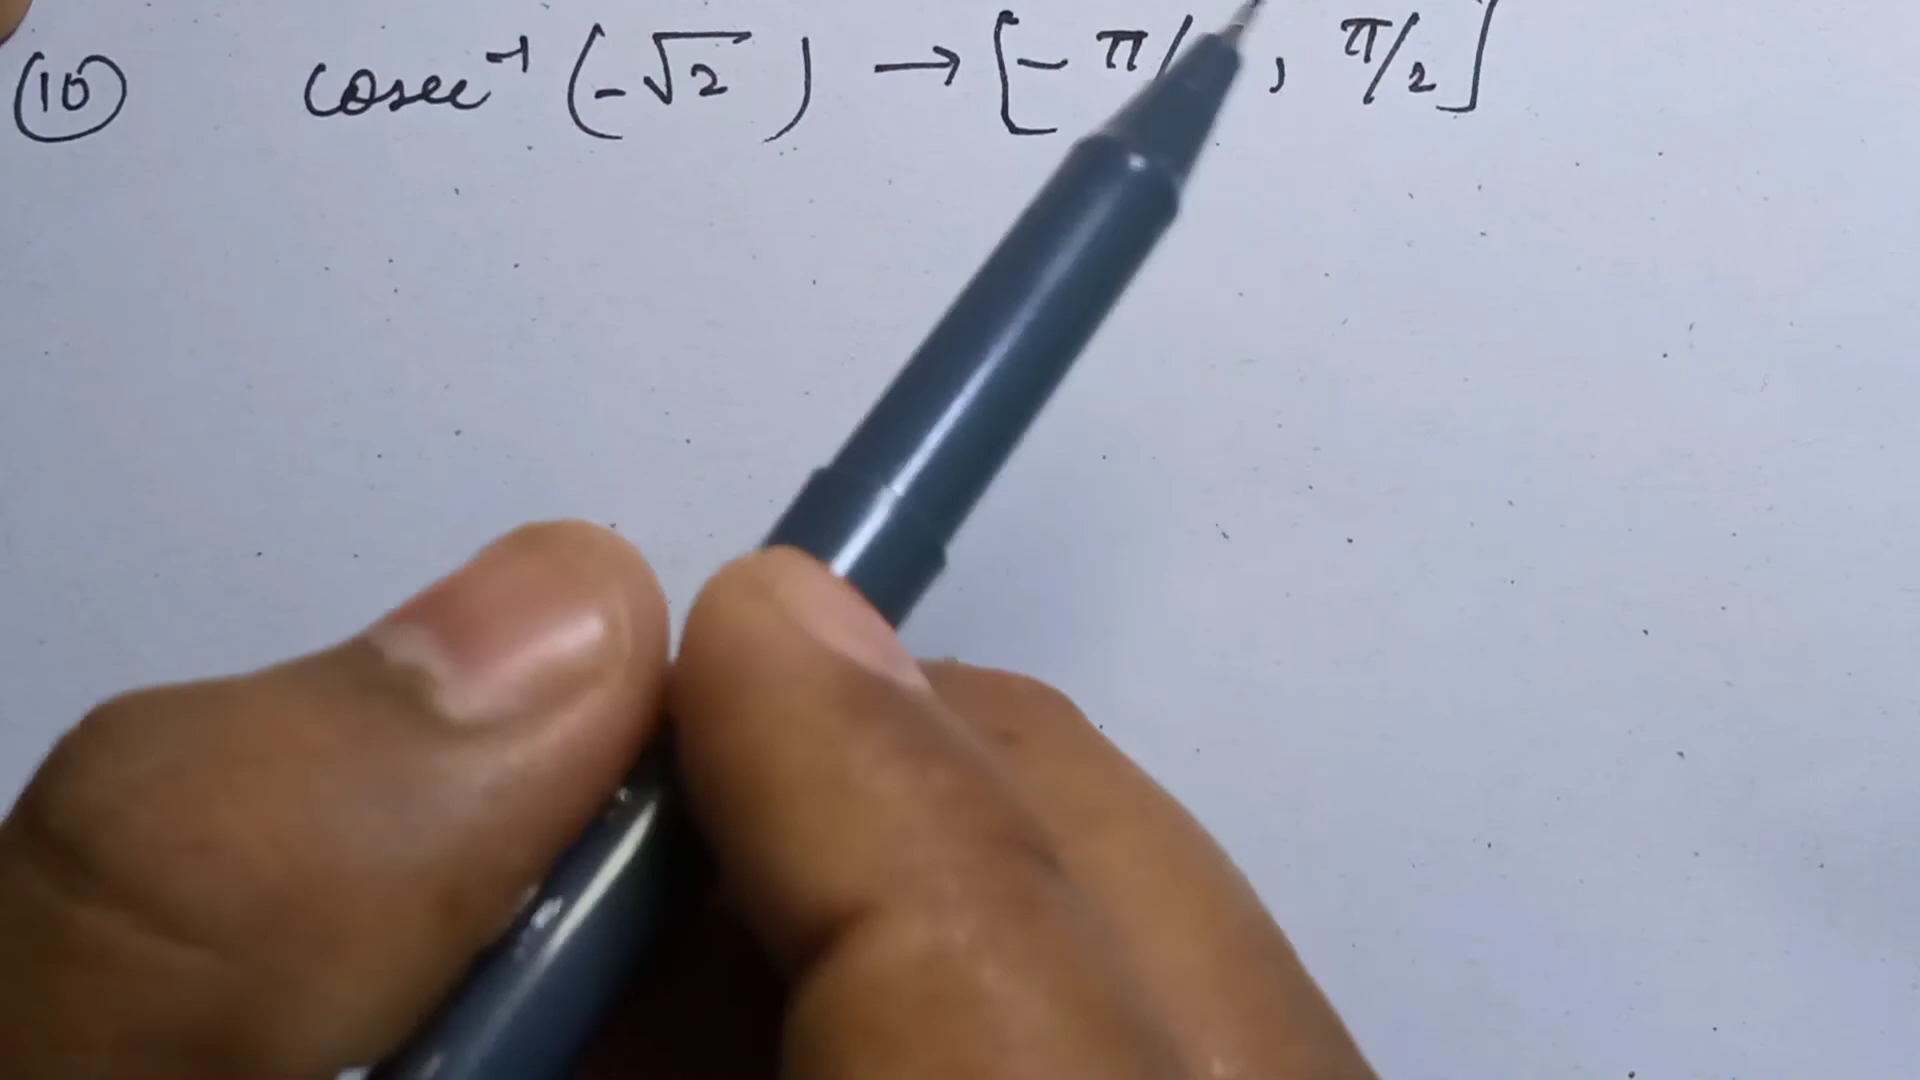 (10) cosec⁻¹ (-√2) → [-π/ , π/2]